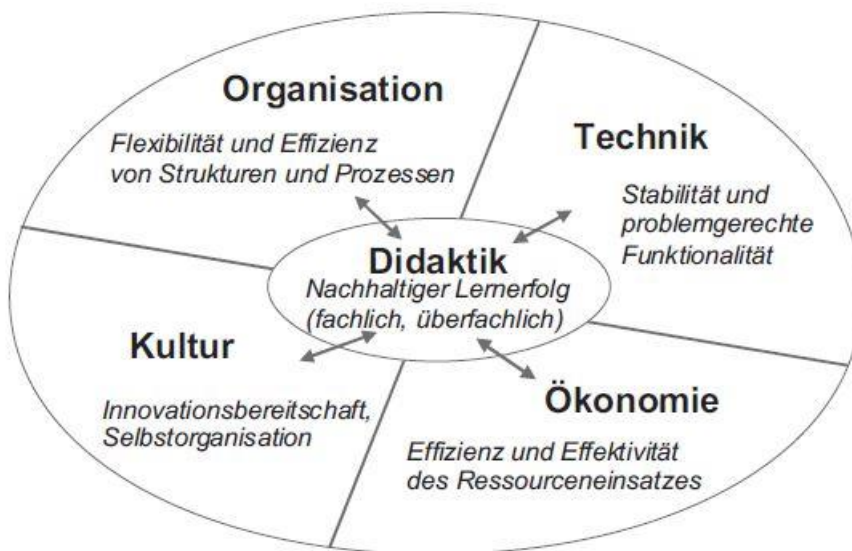 Organisation
Flexibilität und Effizienz
von Strukturen und Prozessen
Technik
Stabilität und
problemgerechte
Funktionalität
Didaktik
Nachhaltiger Lernerfolg
(fachlich, überfachlich)
Kultur
Innovationsbereitschaft,
Selbstorganisation
Ökonomie
Effizienz und Effektivität
des Ressourceneinsatzes